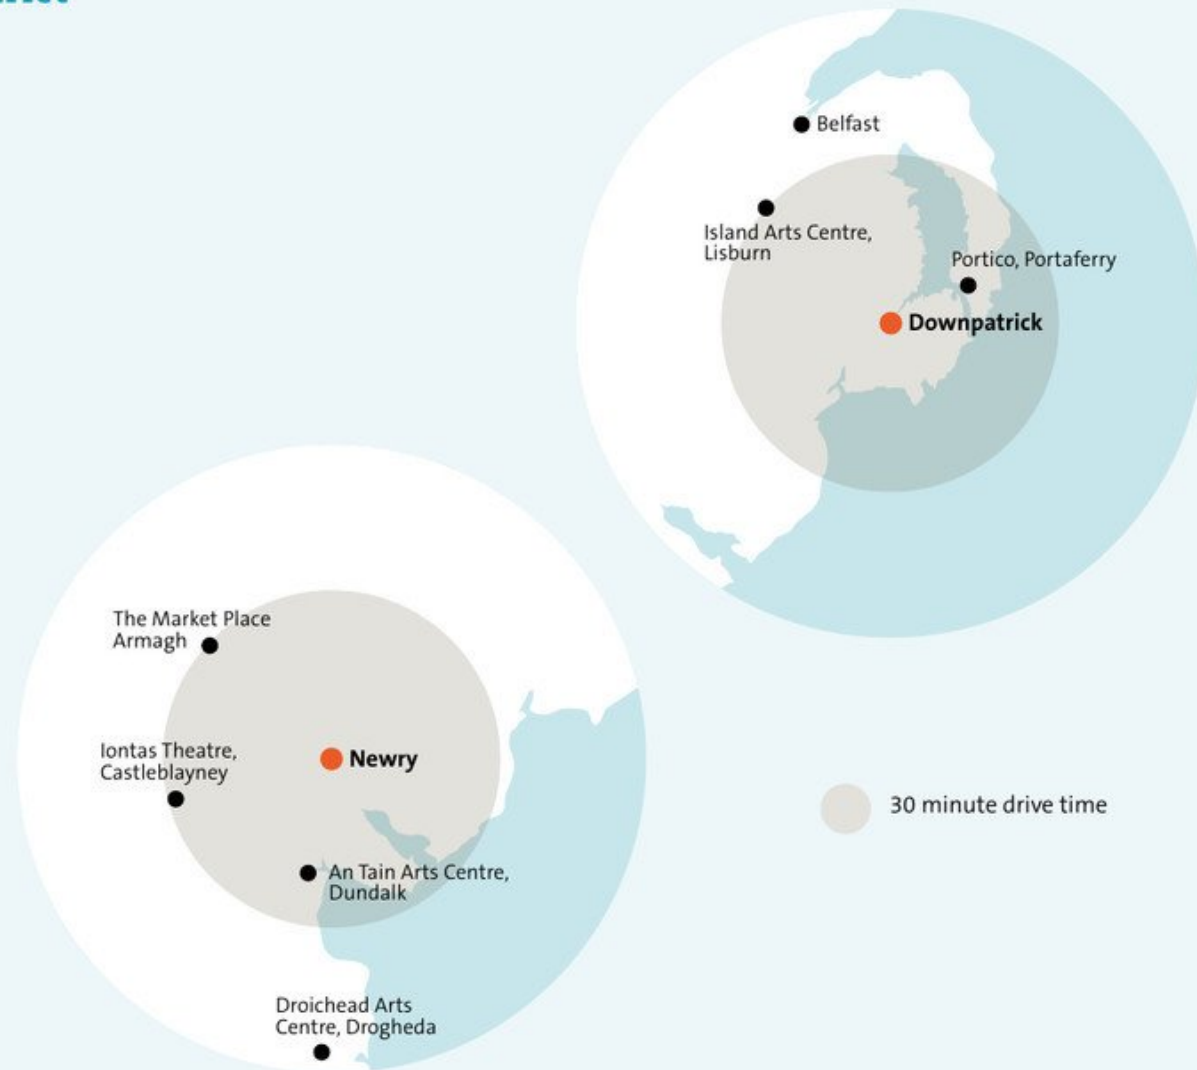 Belfast
Island Arts Centre,
Lisburn
Portico, Portaferry
Downpatrick
The Market Place
Armagh
Iontas Theatre,
Castleblayney
Newry
An Tain Arts Centre,
Dundalk
Droichead Arts
Centre, Drogheda
30 minute drive time